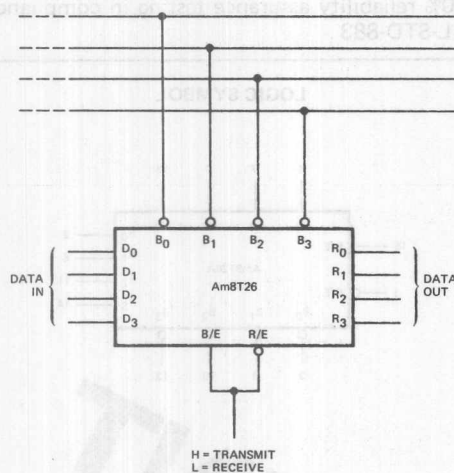 B0 B1 B2 B3
D0
D1
D2
D3
R0
R1
R2
R3
DATA
IN
Am8T26
DATA
OUT
B/E R/E
H = TRANSMIT
L = RECEIVE